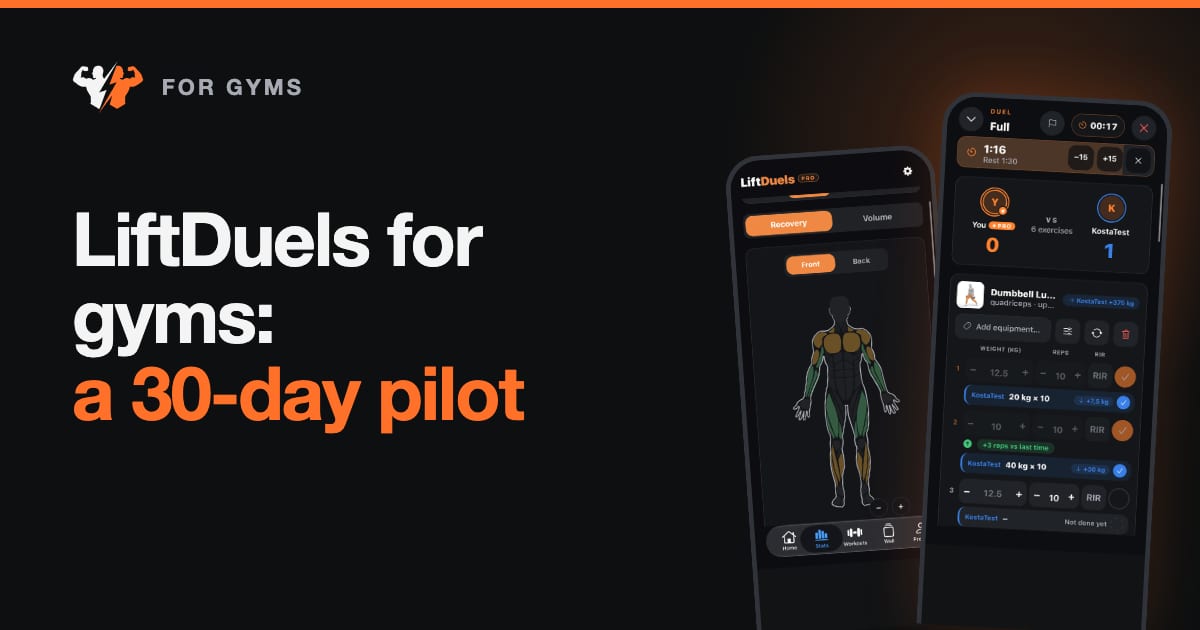 FOR GYMS
LiftDuels for
gyms:
a 30-day pilot
LiftDuels PRO
Recovery
Volume
Front
Back
− +
Home
Stats
Workouts
Wall
DUEL
Full
00:17
1:16
Rest 1:30
−15
+15
Y
You PRO
0
VS
6 exercises
K
KostaTest
1
Dumbbell Lu...
quadriceps · up...
KostaTest +375 kg
Add equipment...
WEIGHT (KG) REPS RIR
1 − 12.5 + − 10 + RIR
KostaTest 20 kg × 10 ↓ +7,5 kg
2 − 10 + − 10 + RIR
+3 reps vs last time
KostaTest 40 kg × 10 ↓ +30 kg
3 − 12.5 + − 10 + RIR
KostaTest – Not done yet